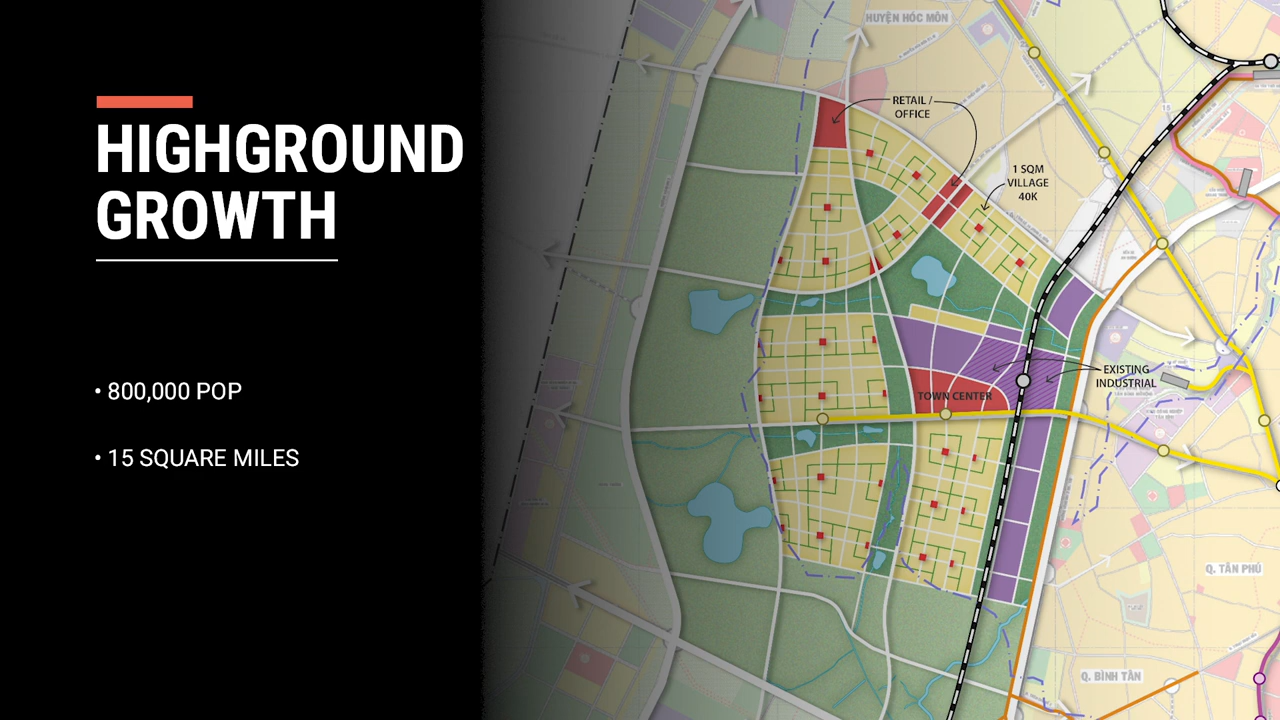 HIGHGROUND
GROWTH
• 800,000 POP
• 15 SQUARE MILES
HUYỆN HÓC MÔN
RETAIL /
OFFICE
1 SQM
VILLAGE
40K
EXISTING
INDUSTRIAL
TOWN CENTER
Q. TÂN PHÚ
Q. BÌNH TÂN